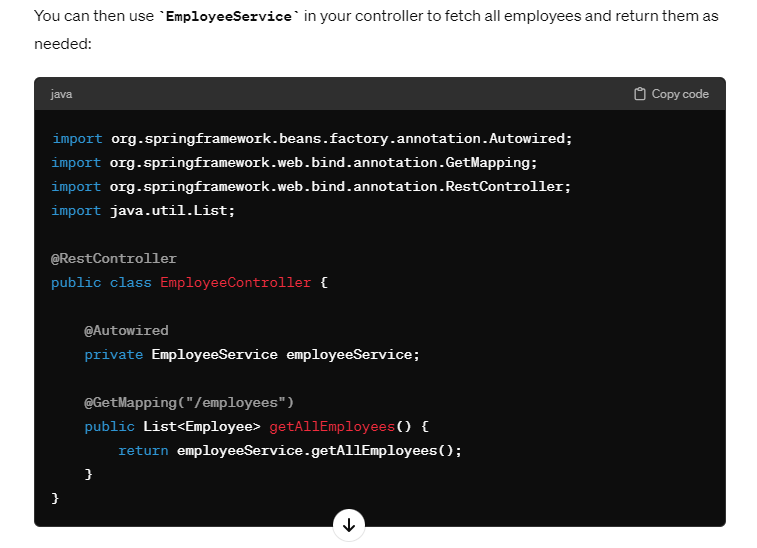 You can then use `EmployeeService` in your controller to fetch all employees and return them as
needed:
java
Copy code
import org.springframework.beans.factory.annotation.Autowired;
import org.springframework.web.bind.annotation.GetMapping;
import org.springframework.web.bind.annotation.RestController;
import java.util.List;
@RestController
public class EmployeeController {
@Autowired
private EmployeeService employeeService;
@GetMapping("/employees")
public List<Employee> getAllEmployees() {
return employeeService.getAllEmployees();
}
}